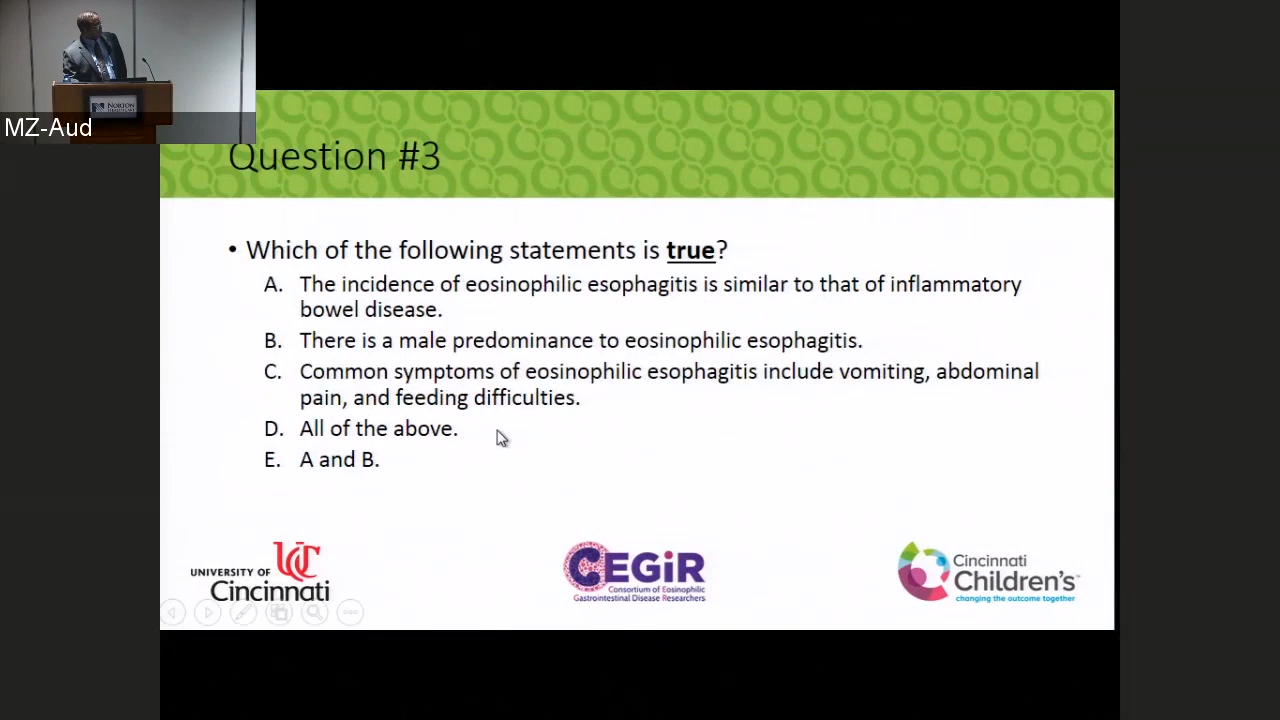 NORTON
MZ-Aud
Question #3
• Which of the following statements is true?
A. The incidence of eosinophilic esophagitis is similar to that of inflammatory
bowel disease.
B. There is a male predominance to eosinophilic esophagitis.
C. Common symptoms of eosinophilic esophagitis include vomiting, abdominal
pain, and feeding difficulties.
D. All of the above.
E. A and B.
UC
UNIVERSITY OF
Cincinnati
CEGiR
Consortium of Eosinophilic
Gastrointestinal Disease Researchers
Cincinnati
Children's™
changing the outcome together